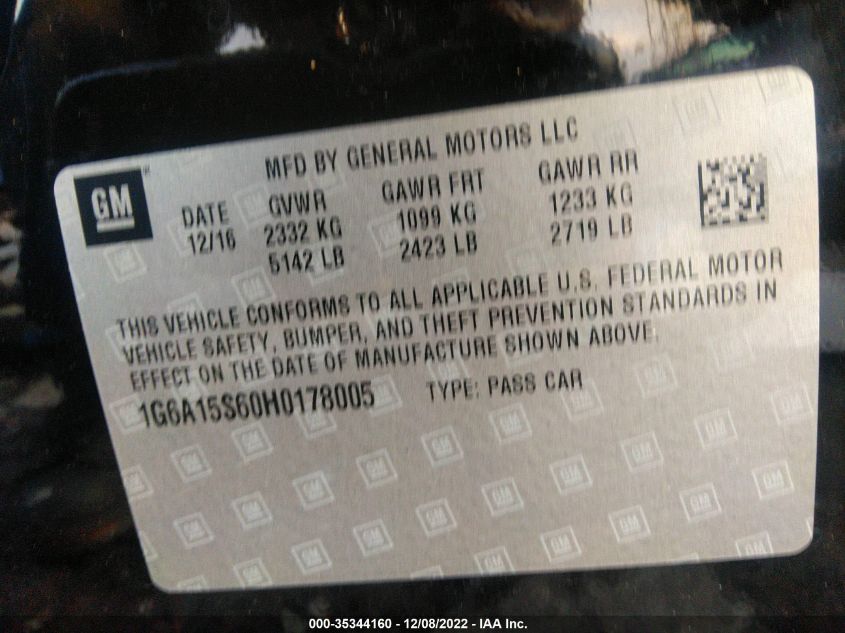 MFD BY GENERAL MOTORS LLC
GM
DATE GVWR GAWR FRT GAWR RR
12/16 2332 KG 1099 KG 1233 KG
5142 LB 2423 LB 2719 LB
THIS VEHICLE CONFORMS TO ALL APPLICABLE U.S. FEDERAL MOTOR
VEHICLE SAFETY, BUMPER, AND THEFT PREVENTION STANDARDS IN
EFFECT ON THE DATE OF MANUFACTURE SHOWN ABOVE.
1G6A15S60H0178005 TYPE: PASS CAR
000-35344160 - 12/08/2022 - IAA Inc.